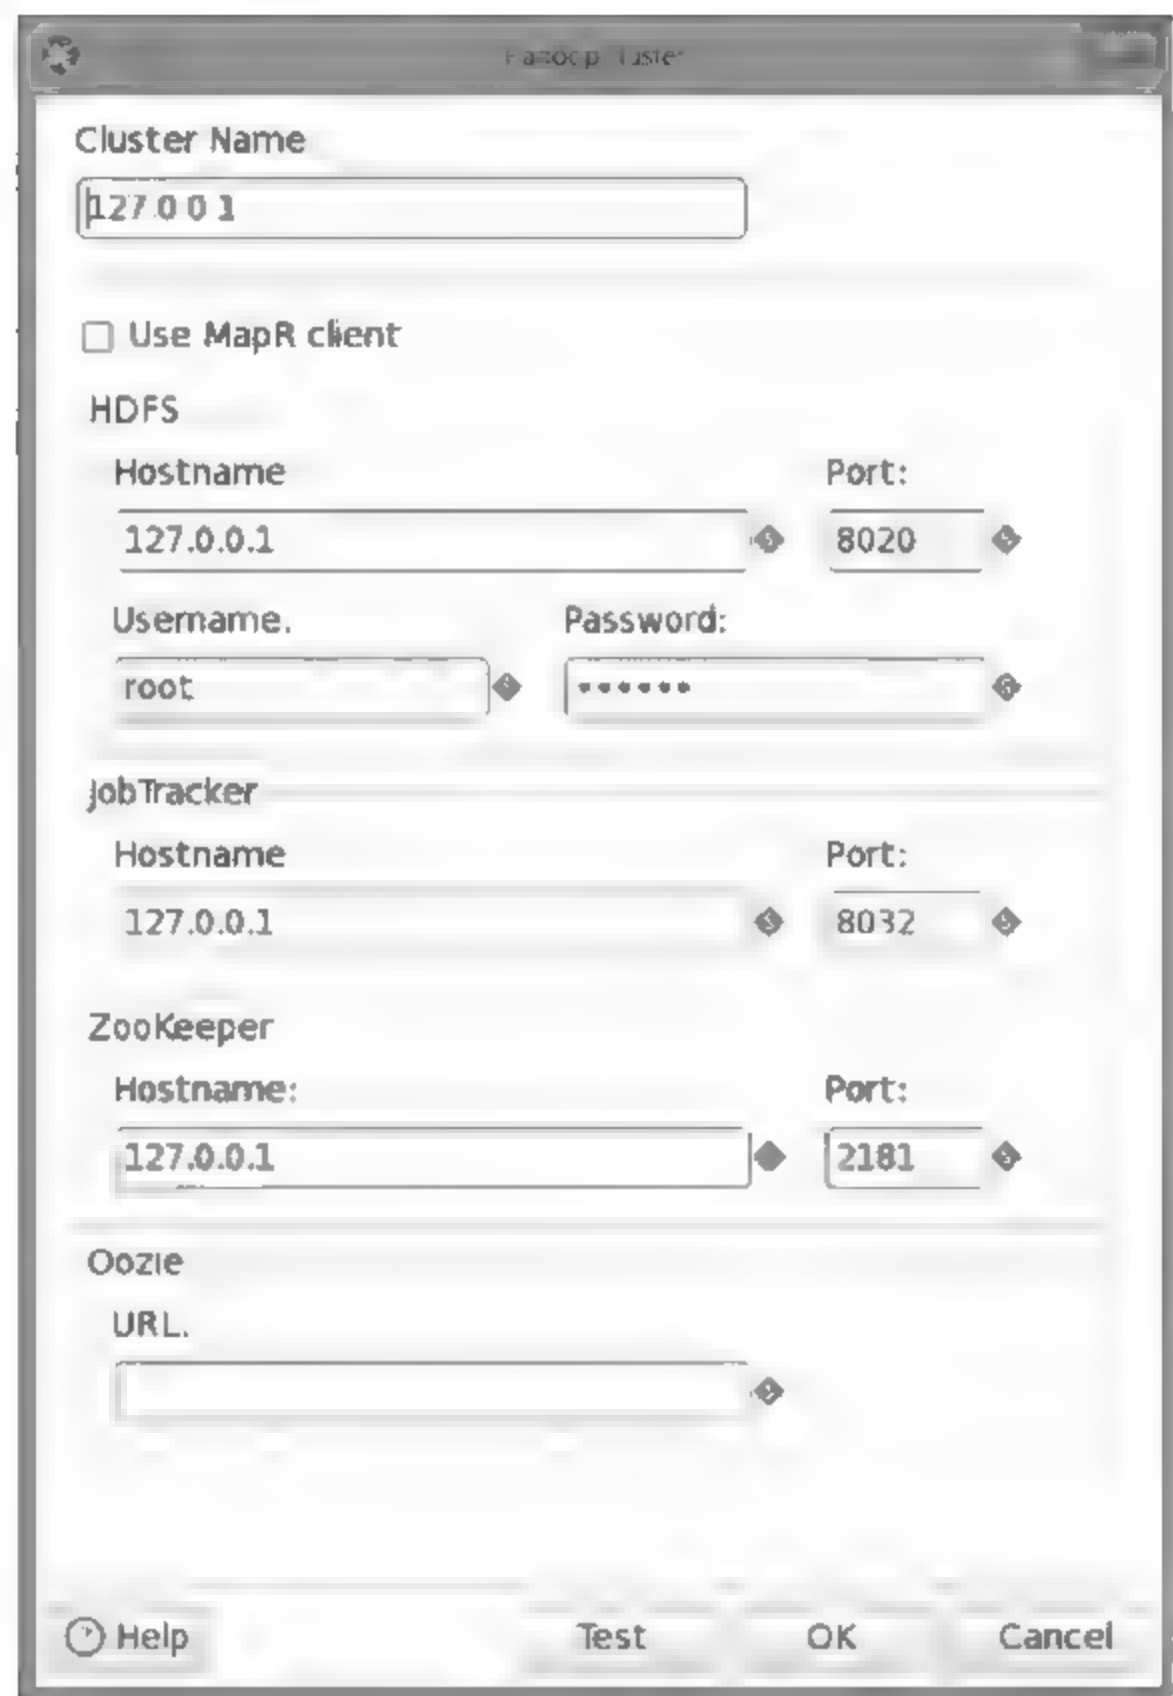 Cluster Name
127.0.0.1
Use MapR client
HDFS
Hostname Port:
127.0.0.1 8020
Username. Password:
root ••••••
JobTracker
Hostname Port:
127.0.0.1 8032
ZooKeeper
Hostname: Port:
127.0.0.1 2181
Oozie
URL.
Help Test OK Cancel